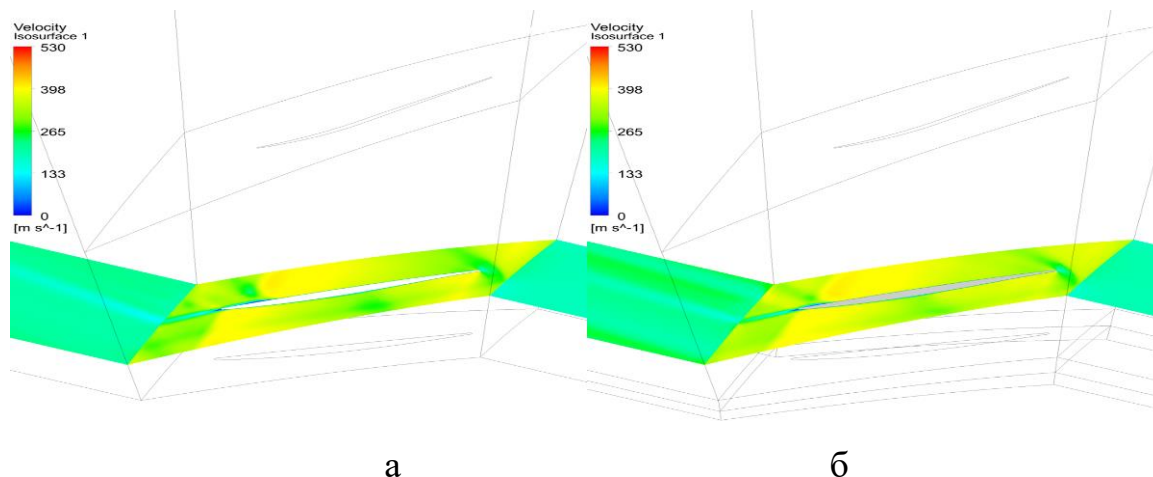 Velocity
Isosurface 1
530
398
265
133
0
[m s^-1]
Velocity
Isosurface 1
530
398
265
133
0
[m s^-1]
а
б